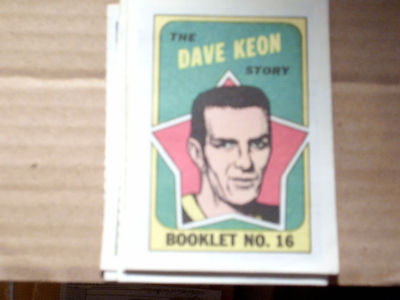 THE
DAVE KEON
STORY
BOOKLET NO. 16